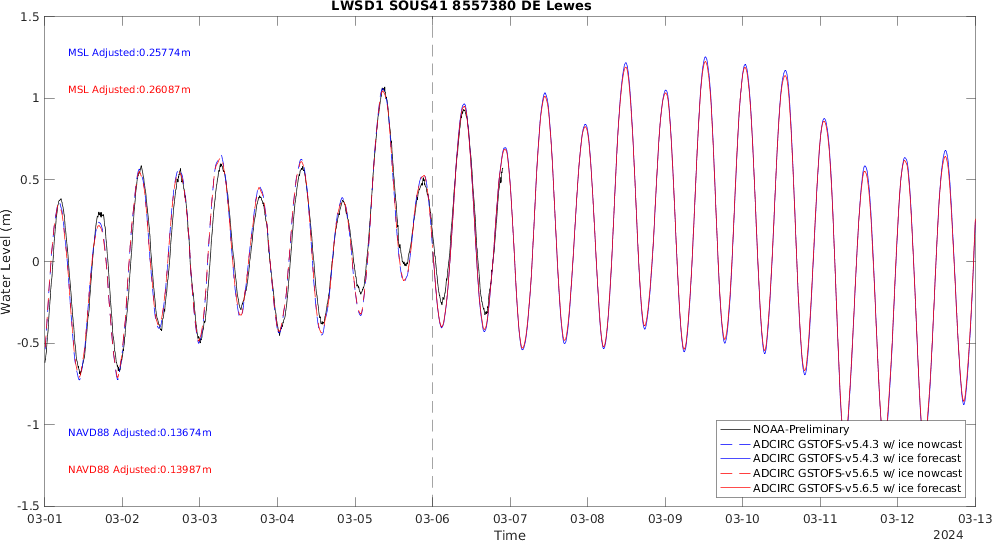 LWSD1 SOUS41 8557380 DE Lewes
1.5
1
0.5
0
-0.5
-1
-1.5
Water Level (m)
MSL Adjusted:0.25774m
MSL Adjusted:0.26087m
NAVD88 Adjusted:0.13674m
NAVD88 Adjusted:0.13987m
NOAA-Preliminary
ADCIRC GSTOFS-v5.4.3 w/ ice nowcast
ADCIRC GSTOFS-v5.4.3 w/ ice forecast
ADCIRC GSTOFS-v5.6.5 w/ ice nowcast
ADCIRC GSTOFS-v5.6.5 w/ ice forecast
03-01 03-02 03-03 03-04 03-05 03-06 03-07 03-08 03-09 03-10 03-11 03-12 03-13
Time
2024